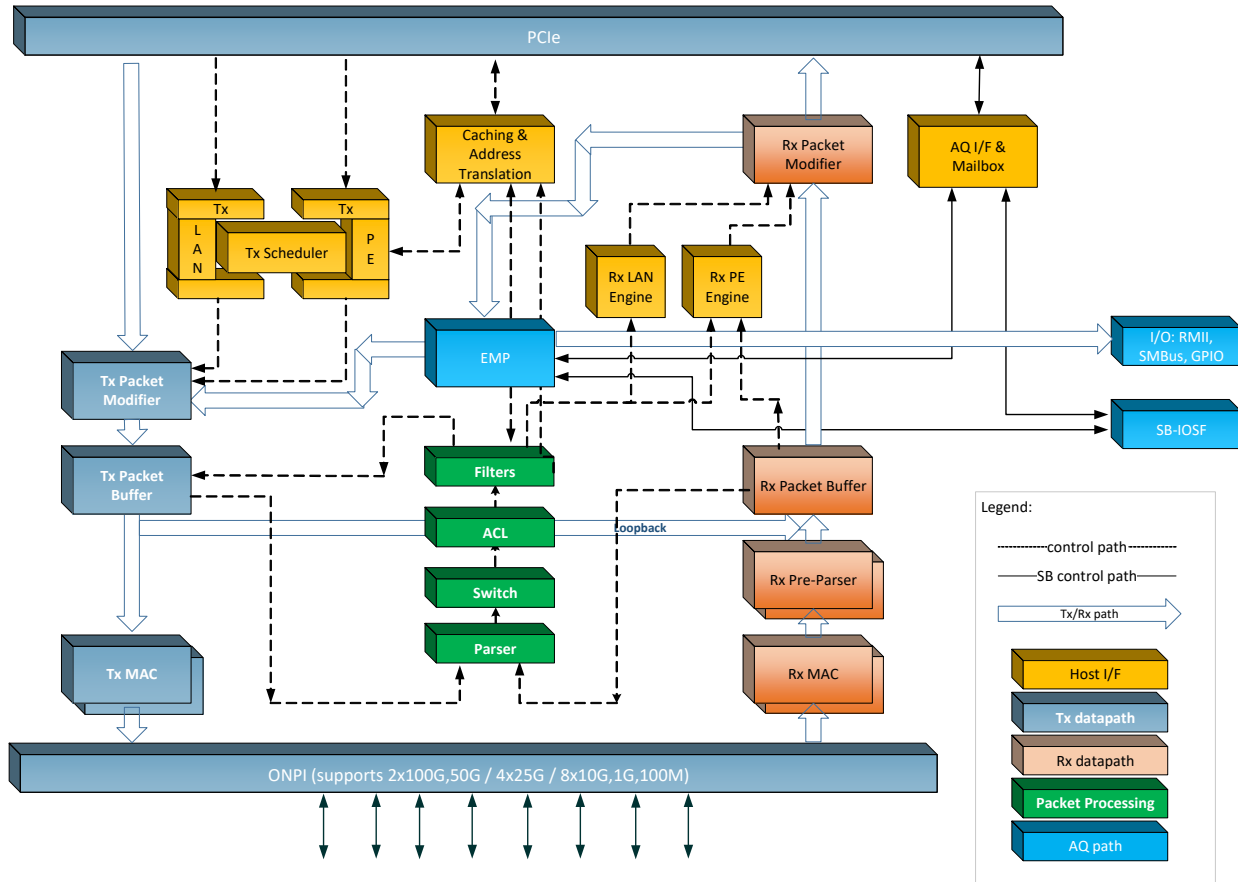 PCIe
Caching &
Address
Translation
Rx Packet
Modifier
AQ I/F &
Mailbox
Tx
Tx
L
A
N
Tx Scheduler
P
E
Rx LAN
Engine
Rx PE
Engine
EMP
I/O: RMII,
SMBus, GPIO
Tx Packet
Modifier
SB-IOSF
Tx Packet
Buffer
Filters
Rx Packet Buffer
Loopback
ACL
Rx Pre-Parser
Switch
Parser
Tx MAC
Rx MAC
ONPI (supports 2x100G,50G / 4x25G / 8x10G,1G,100M)
Legend:
control path
SB control path
Tx/Rx path
Host I/F
Tx datapath
Rx datapath
Packet Processing
AQ path